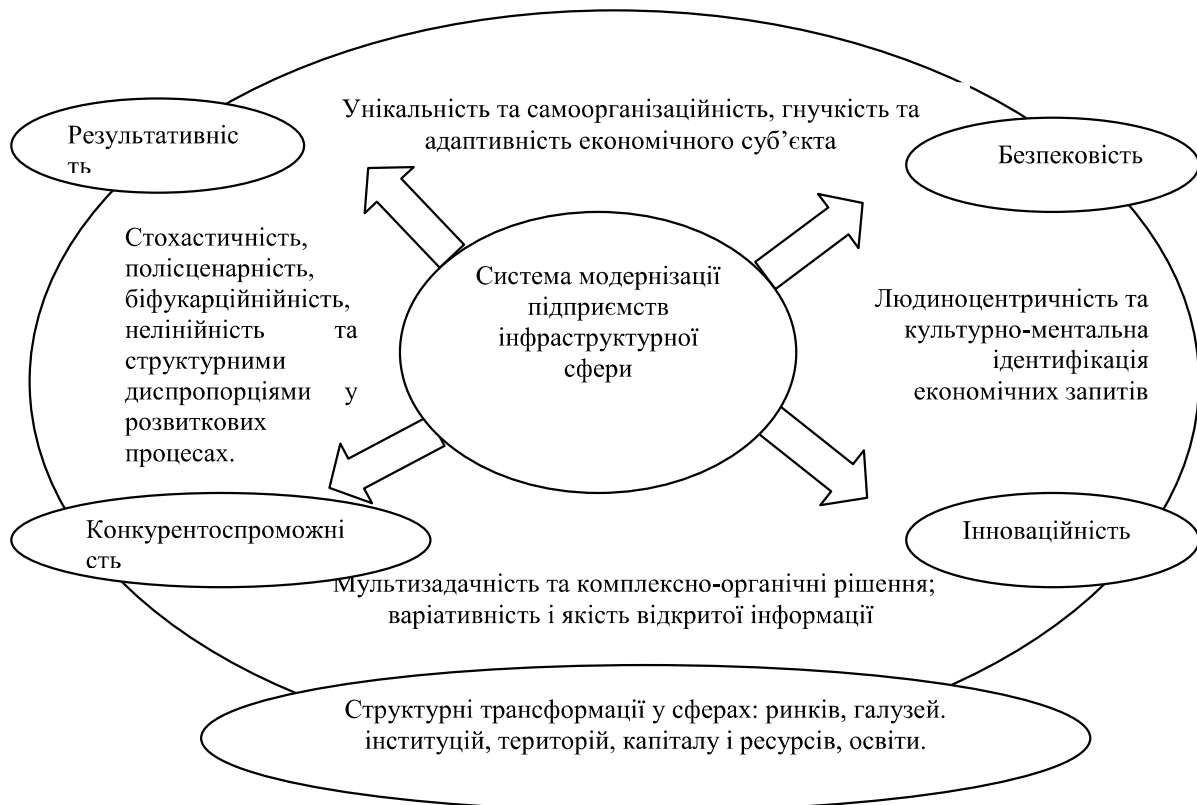 Унікальність та самоорганізаційність, гнучкість та
адаптивність економічного суб’єкта
Результативніс
ть
Безпековість
Стохастичність,
полісценарність,
біфукарційнійність,
нелінійність та
структурними
диспропорціями у
розвиткових
процесах.
Система модернізації
підприємств
інфраструктурної
сфери
Людиноцентричність та
культурно-ментальна
ідентифікація
економічних запитів
Конкурентоспроможні
сть
Інноваційність
Мультизадачність та комплексно-органічні рішення;
варіативність і якість відкритої інформації
Структурні трансформації у сферах: ринків, галузей.
інституцій, територій, капіталу і ресурсів, освіти.